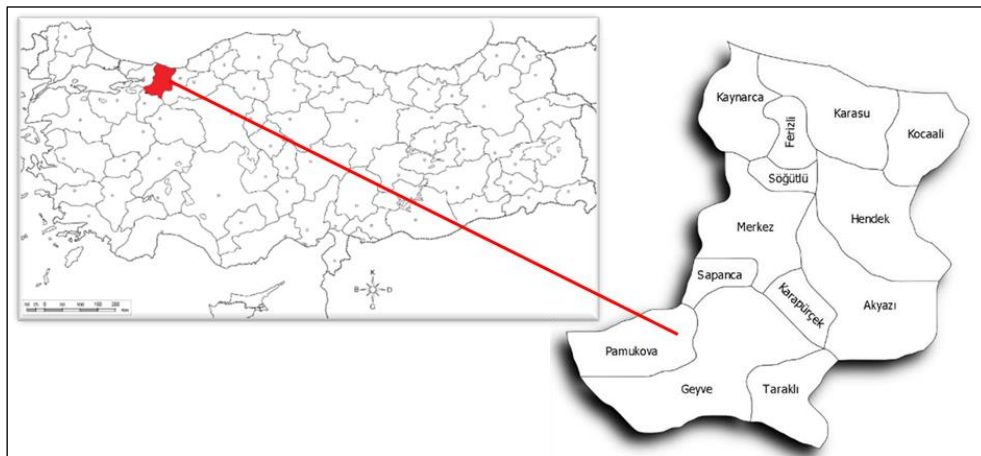 Kaynarca
Ferizli
Karasu
Kocaali
Söğütlü
Merkez
Hendek
Sapanca
Karapürçek
Akyazı
Pamukova
Geyve
Taraklı
K
B
D
G